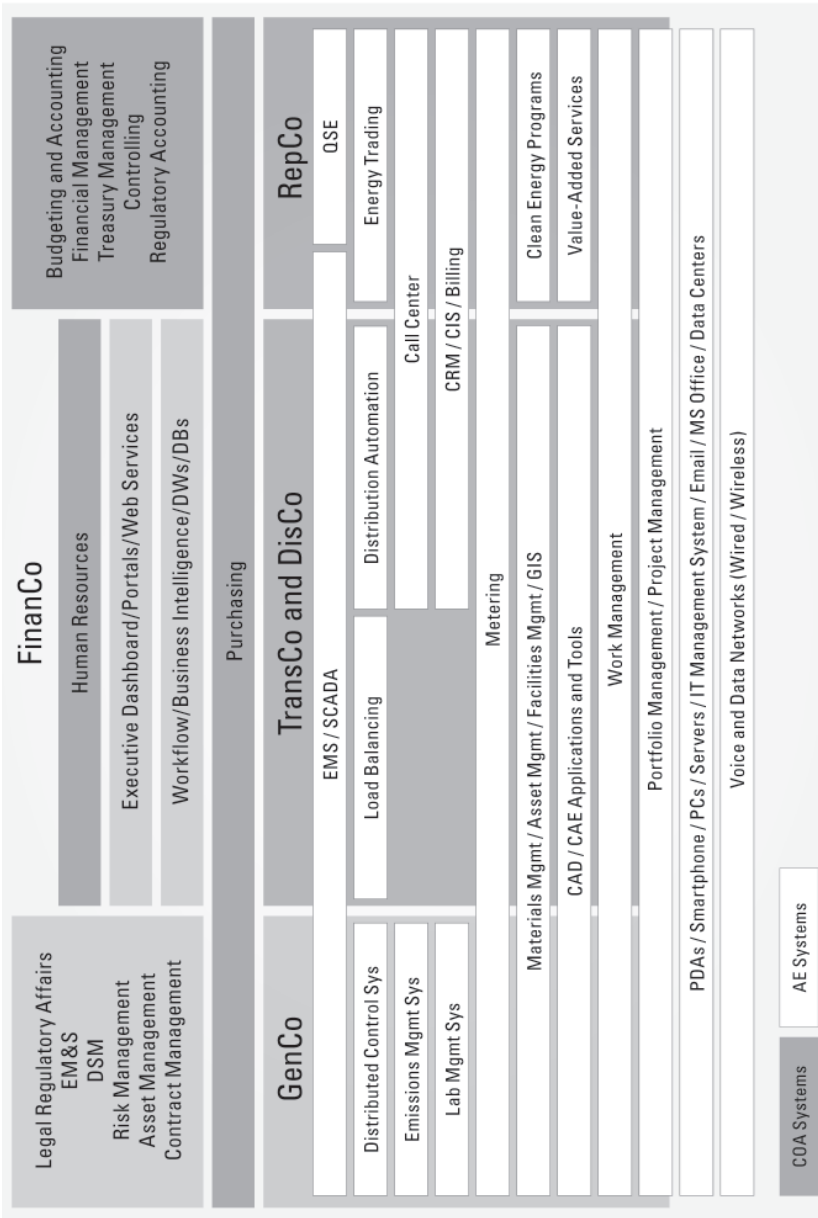 FinanCo
Legal Regulatory Affairs
EM&S
DSM
Risk Management
Asset Management
Contract Management
Human Resources
Executive Dashboard/Portals/Web Services
Workflow/Business Intelligence/DWs/DBs
Budgeting and Accounting
Financial Management
Treasury Management
Controlling
Regulatory Accounting
Purchasing
GenCo
TransCo and DisCo
RepCo
EMS / SCADA
QSE
Distributed Control Sys
Load Balancing
Distribution Automation
Energy Trading
Emissions Mgmt Sys
Call Center
Lab Mgmt Sys
CRM / CIS / Billing
Metering
Materials Mgmt / Asset Mgmt / Facilities Mgmt / GIS
Clean Energy Programs
CAD / CAE Applications and Tools
Value-Added Services
Work Management
Portfolio Management / Project Management
PDAs / Smartphone / PCs / Servers / IT Management System / Email / MS Office / Data Centers
Voice and Data Networks (Wired / Wireless)
COA Systems
AE Systems